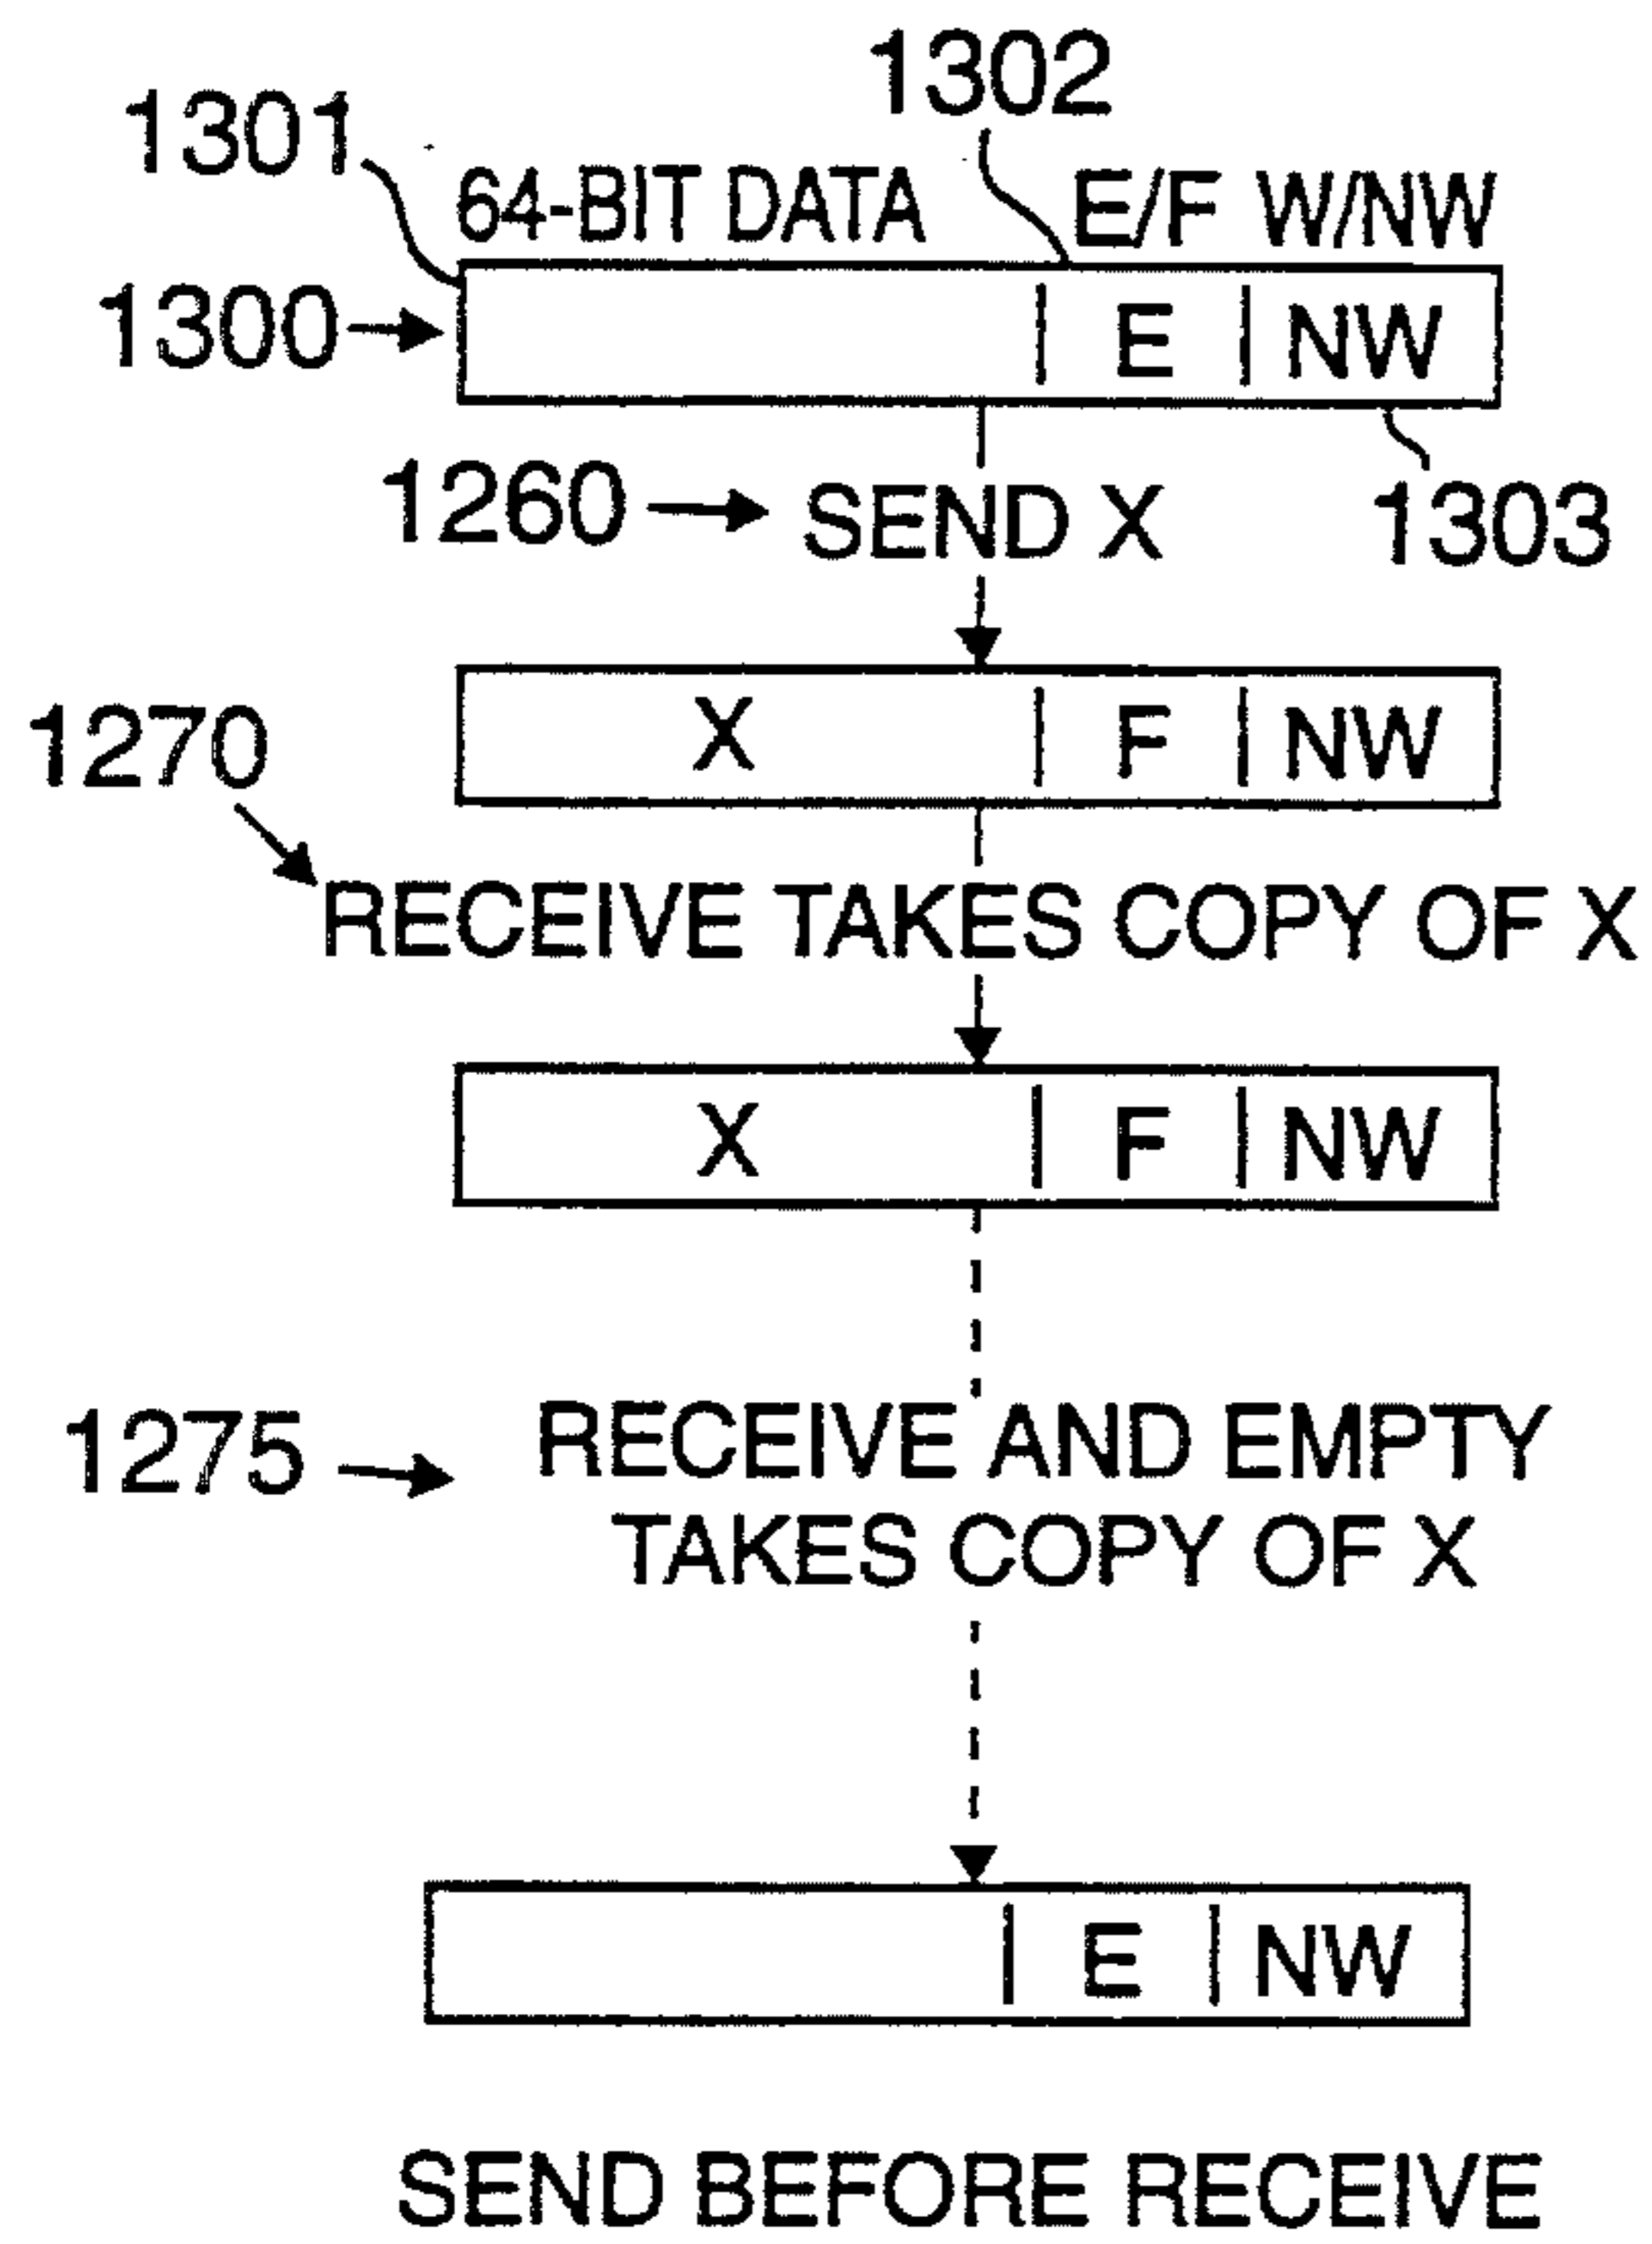 1302
1301
64-BIT DATA E/F W/NW
1300 E NW
1260 SEND X 1303
X F NW
1270
RECEIVE TAKES COPY OF X
X F NW
1275 RECEIVE AND EMPTY
TAKES COPY OF X
E NW
SEND BEFORE RECEIVE